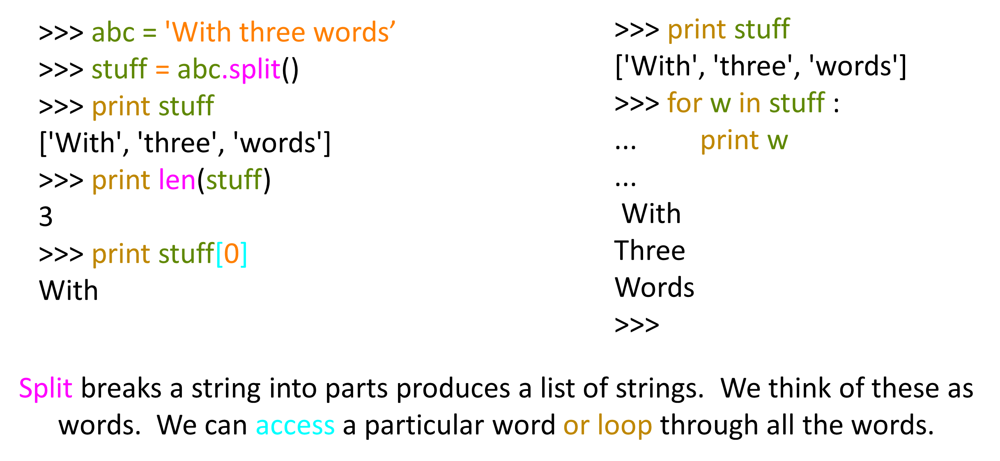 >>> abc = 'With three words’
>>> stuff = abc.split()
>>> print stuff
['With', 'three', 'words']
>>> print len(stuff)
3
>>> print stuff[0]
With
>>> print stuff
['With', 'three', 'words']
>>> for w in stuff :
... print w
...
With
Three
Words
>>>
Split breaks a string into parts produces a list of strings. We think of these as
words. We can access a particular word or loop through all the words.